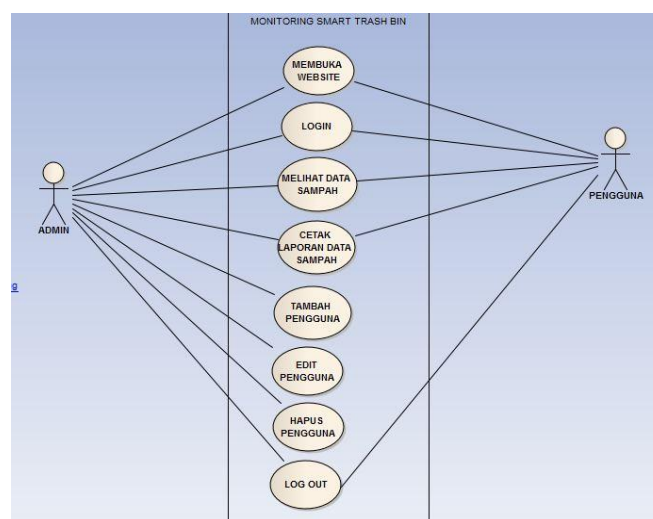 MONITORING SMART TRASH BIN
MEMBUKA
WEBSITE
LOGIN
MELIHAT DATA
SAMPAH
CETAK
LAPORAN DATA
SAMPAH
TAMBAH
PENGGUNA
EDIT
PENGGUNA
HAPUS
PENGGUNA
LOG OUT
ADMIN
PENGGUNA